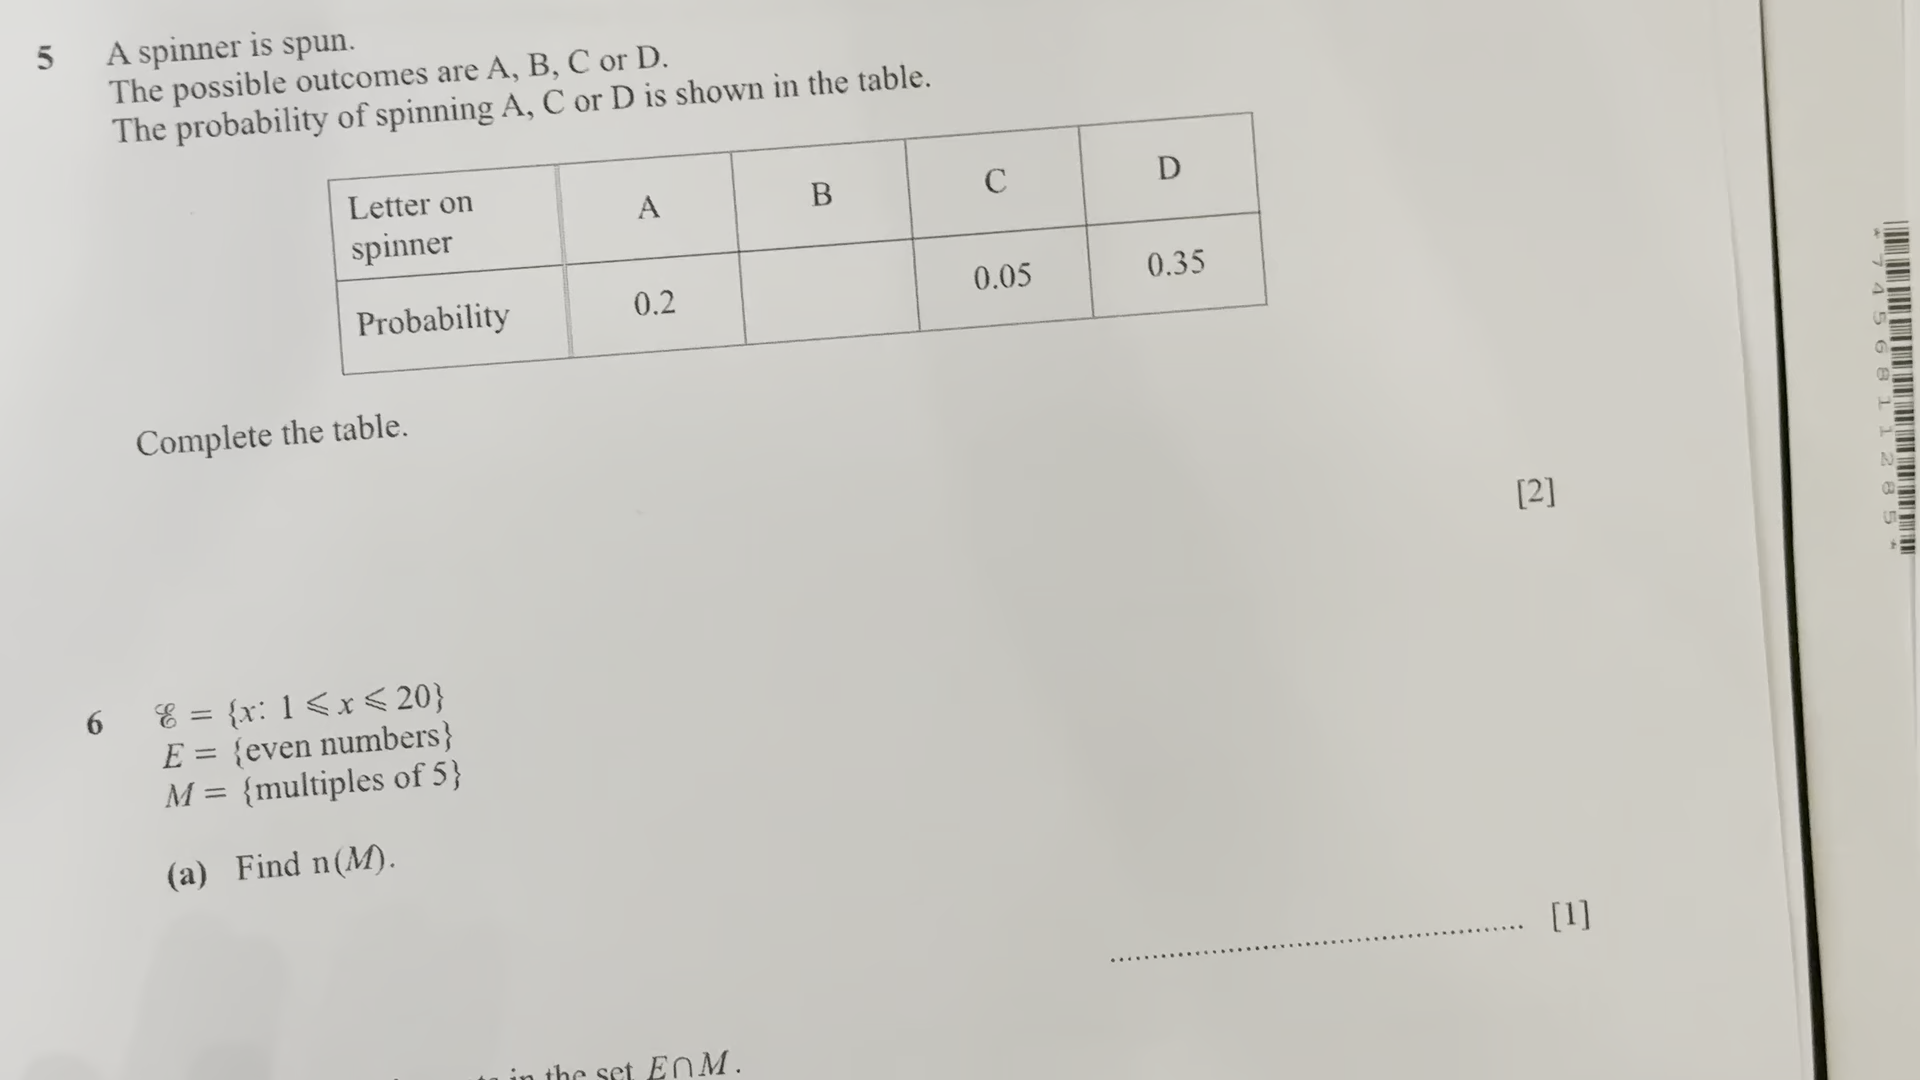 5 A spinner is spun.
The possible outcomes are A, B, C or D.
The probability of spinning A, C or D is shown in the table.
Letter on spinner A B C D
Probability 0.2 0.05 0.35
Complete the table.
[2]
6 ℰ = {x: 1 ⩽ x ⩽ 20}
E = {even numbers}
M = {multiples of 5}
(a) Find n(M).
.................................................. [1]
in the set E∩M.
*7456811285*